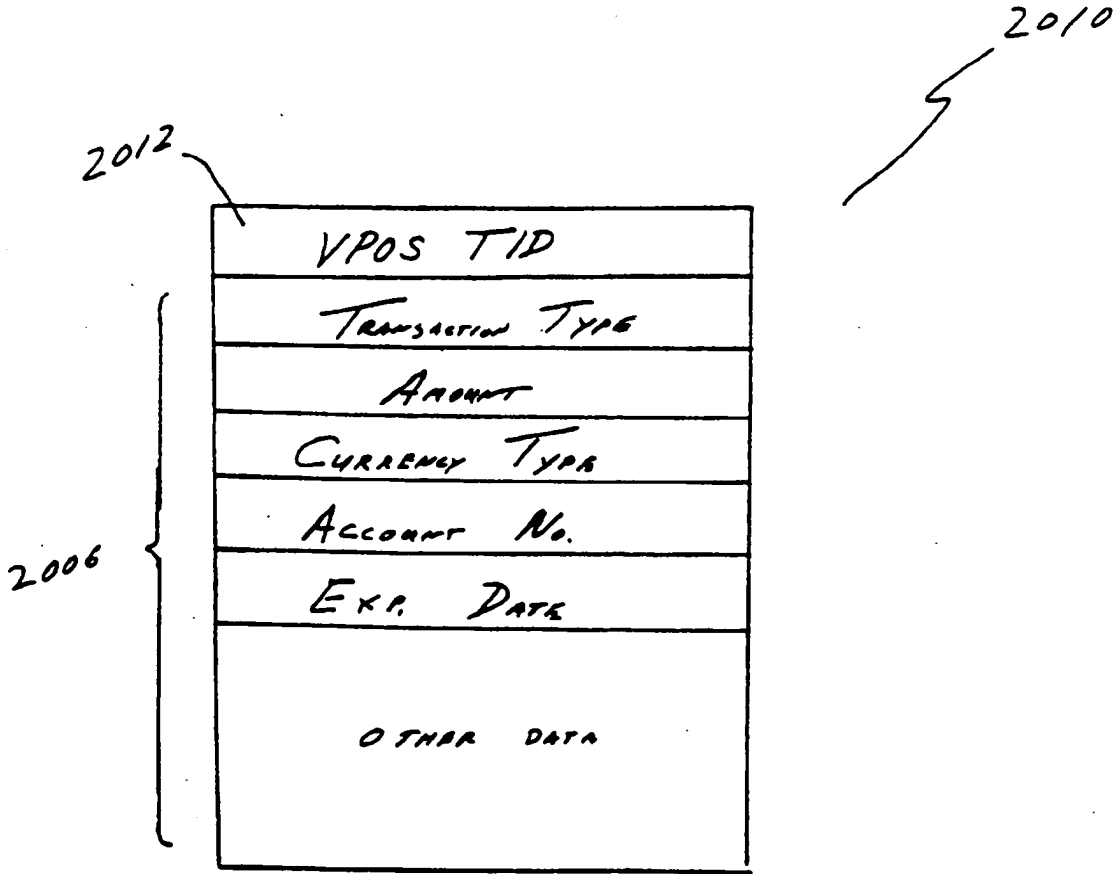 2010
2012
VPOS TID
TRANSACTION TYPE
AMOUNT
CURRENCY TYPE
ACCOUNT NO.
EXP. DATE
2006
OTHER DATA